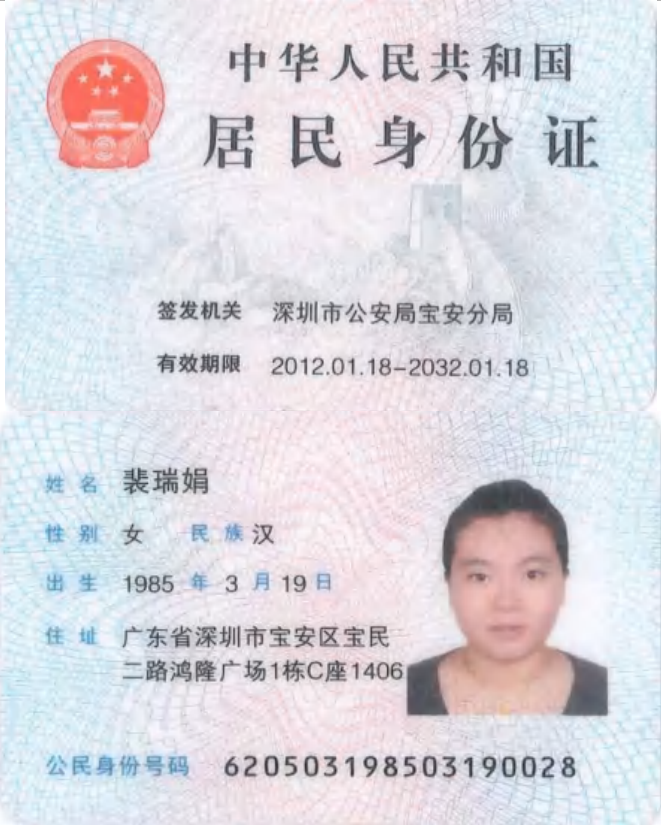 中华人民共和国
居民身份证
签发机关 深圳市公安局宝安分局
有效期限 2012.01.18-2032.01.18
姓名 裴瑞娟
性别 女 民族 汉
出生 1985 年 3 月 19 日
住址 广东省深圳市宝安区宝民
二路鸿隆广场1栋C座1406
公民身份号码 620503198503190028